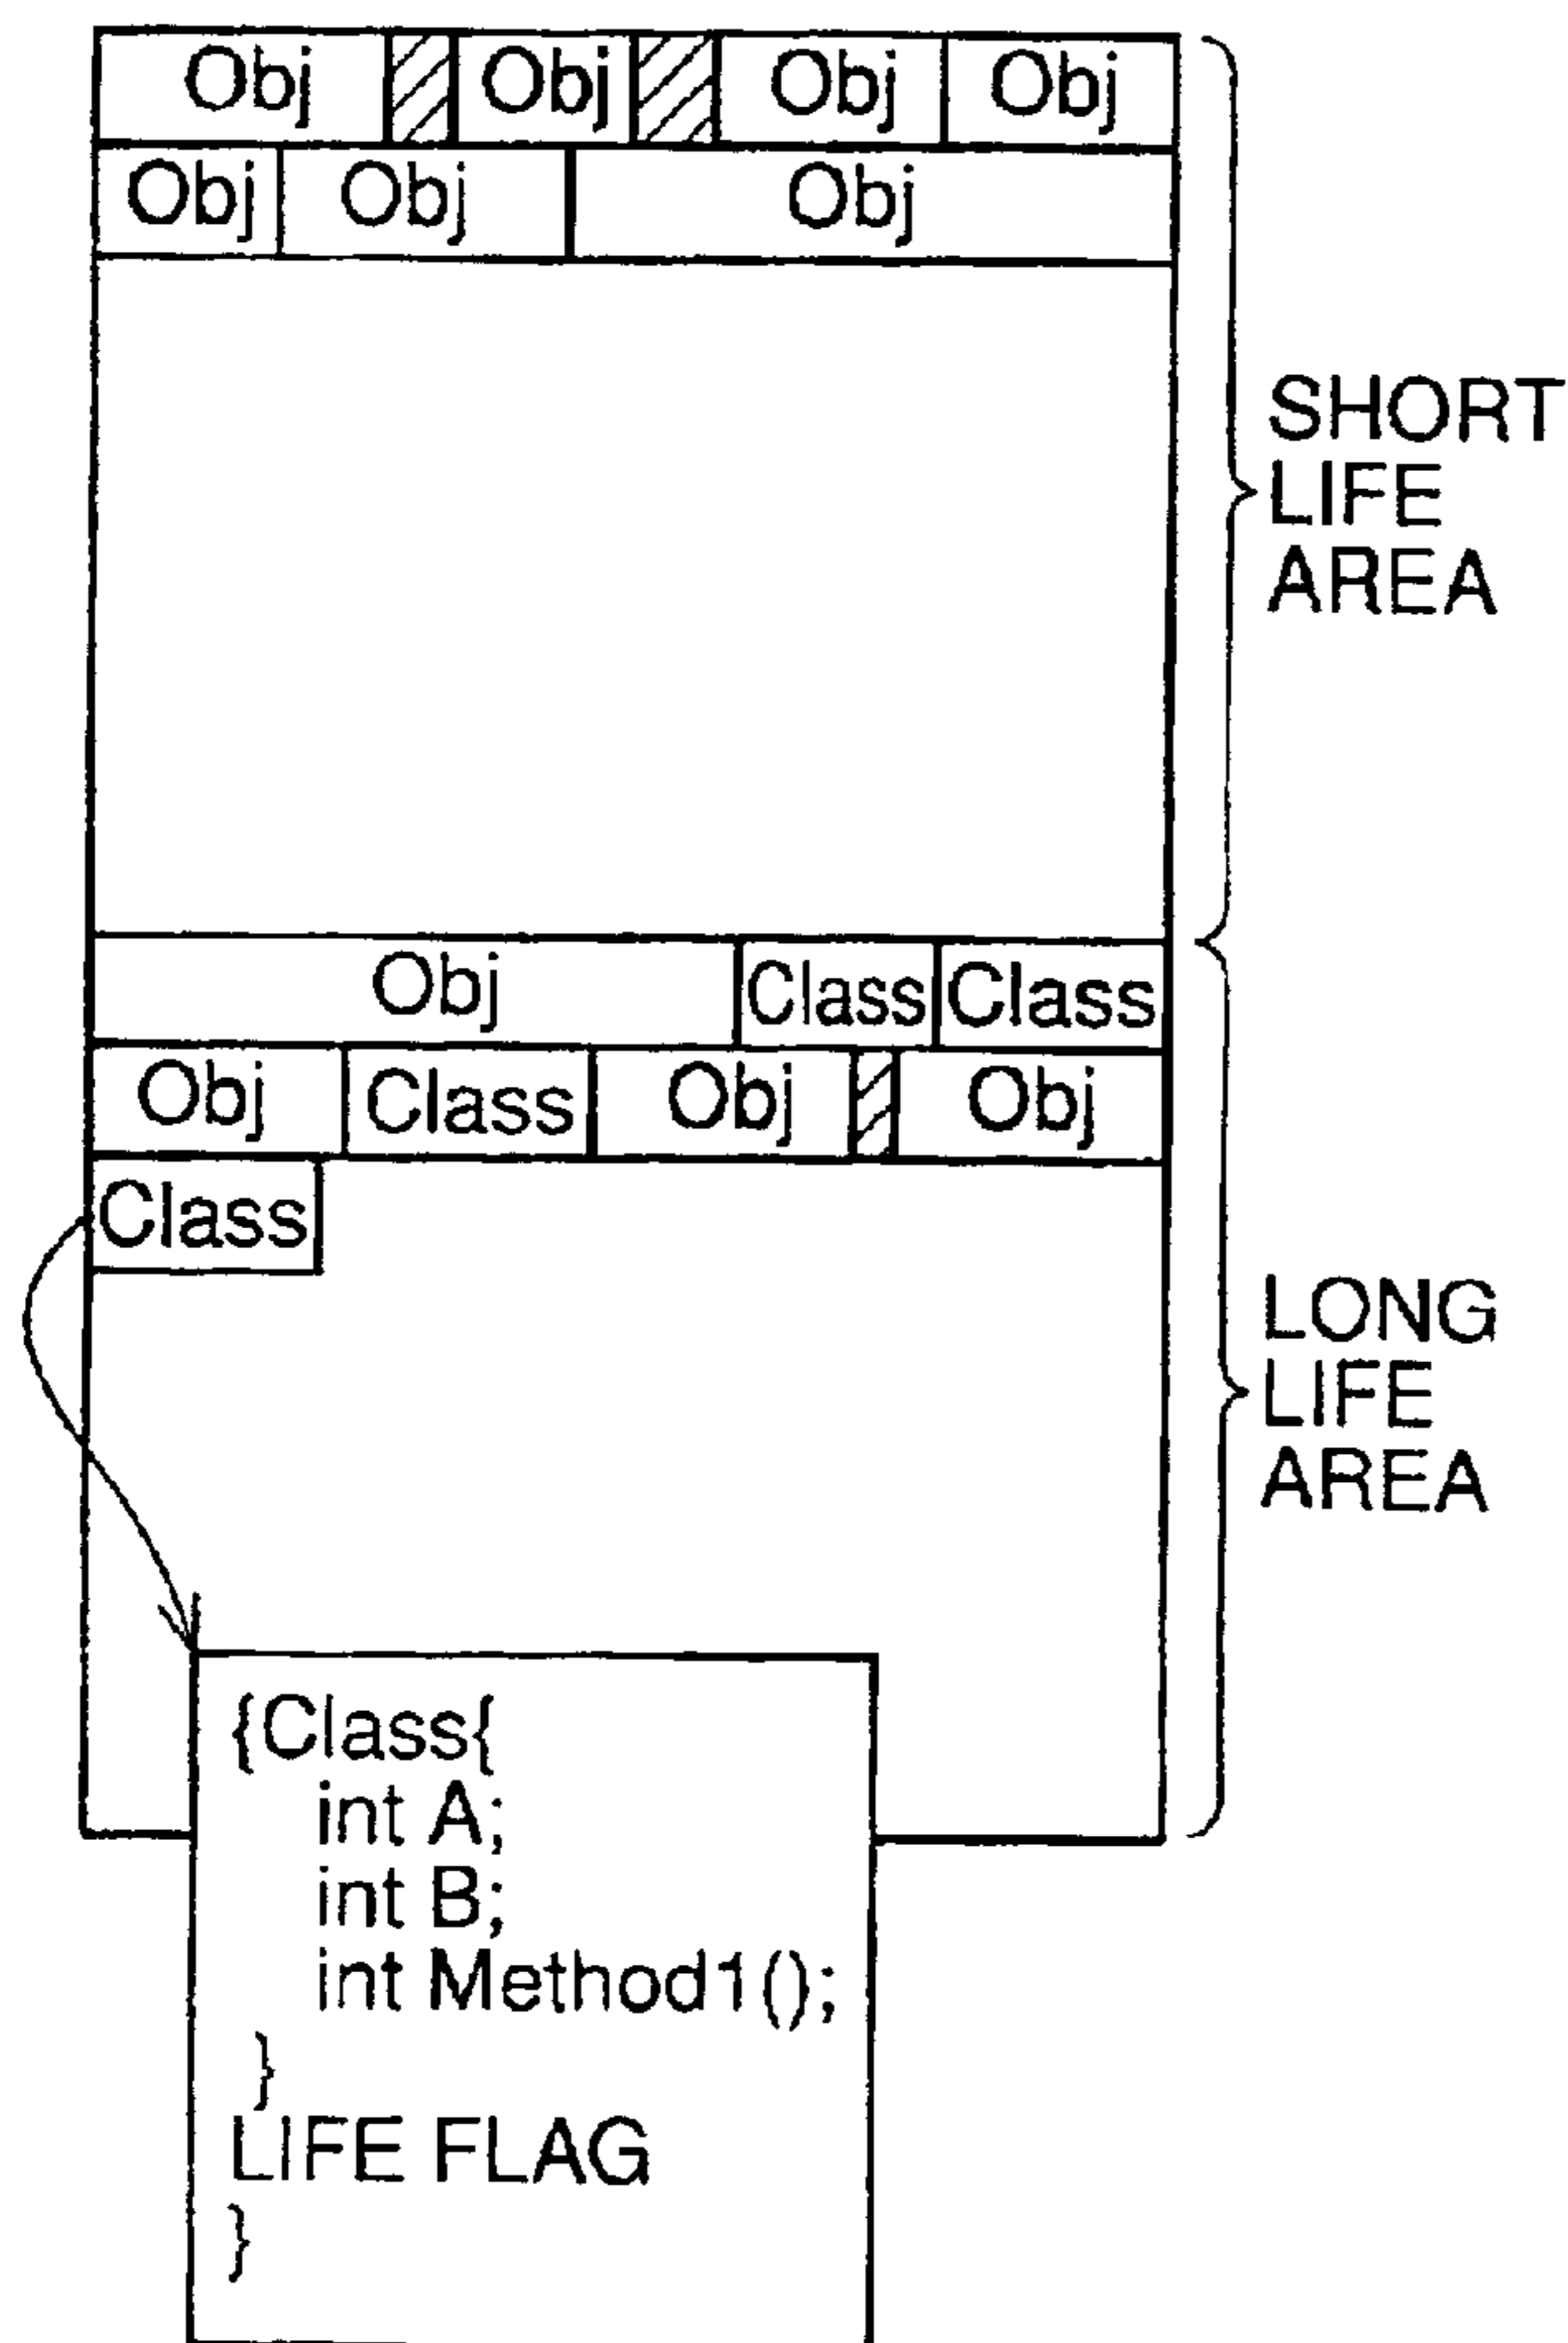 Obj Obj Obj Obj
Obj Obj Obj
SHORT
LIFE
AREA
Obj Class Class
Obj Class Obj Obj
Class
LONG
LIFE
AREA
{Class{
int A;
int B;
int Method1();
}
LIFE FLAG
}